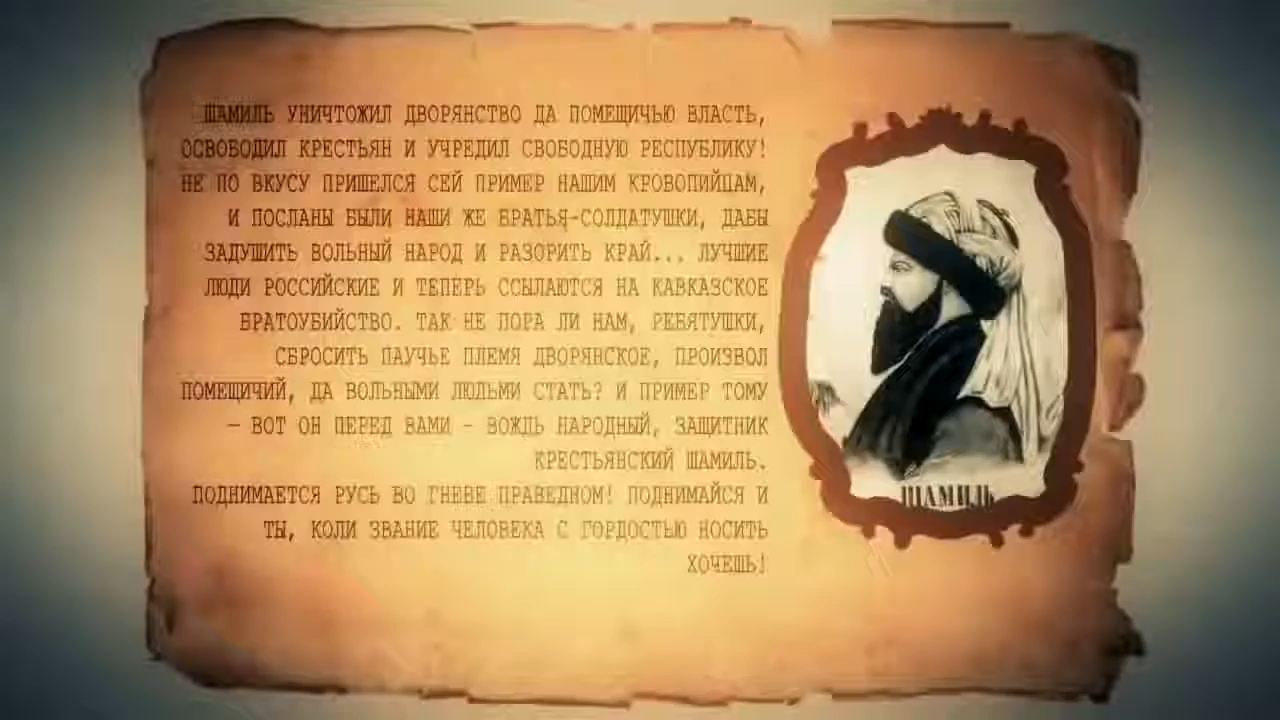 ШАМИЛЬ УНИЧТОЖИЛ ДВОРЯНСТВО ДА ПОМЕЩИЧЬЮ ВЛАСТЬ,
ОСВОБОДИЛ КРЕСТЬЯН И УЧРЕДИЛ СВОБОДНУЮ РЕСПУБЛИКУ!
НЕ ПО ВКУСУ ПРИШЕЛСЯ СЕЙ ПРИМЕР НАШИМ КРОВОПИЙЦАМ,
И ПОСЛАНЫ БЫЛИ НАШИ ЖЕ БРАТЬЯ-СОЛДАТУШКИ, ДАБЫ
ЗАДУШИТЬ ВОЛЬНЫЙ НАРОД И РАЗОРИТЬ КРАЙ... ЛУЧШИЕ
ЛЮДИ РОССИЙСКИЕ И ТЕПЕРЬ ССЫЛАЮТСЯ НА КАВКАЗСКОЕ
БРАТОУБИЙСТВО. ТАК НЕ ПОРА ЛИ НАМ, РЕБЯТУШКИ,
СБРОСИТЬ ПАУЧЬЕ ПЛЕМЯ ДВОРЯНСКОЕ, ПРОИЗВОЛ
ПОМЕЩИЧИЙ, ДА ВОЛЬНЫМИ ЛЮДЬМИ СТАТЬ? И ПРИМЕР ТОМУ
– ВОТ ОН ПЕРЕД ВАМИ – ВОЖДЬ НАРОДНЫЙ, ЗАЩИТНИК
КРЕСТЬЯНСКИЙ ШАМИЛЬ.
ПОДНИМАЕТСЯ РУСЬ ВО ГНЕВЕ ПРАВЕДНОМ! ПОДНИМАЙСЯ И
ТЫ, КОЛИ ЗВАНИЕ ЧЕЛОВЕКА С ГОРДОСТЬЮ НОСИТЬ
ХОЧЕШЬ!
ШАМИЛЬ